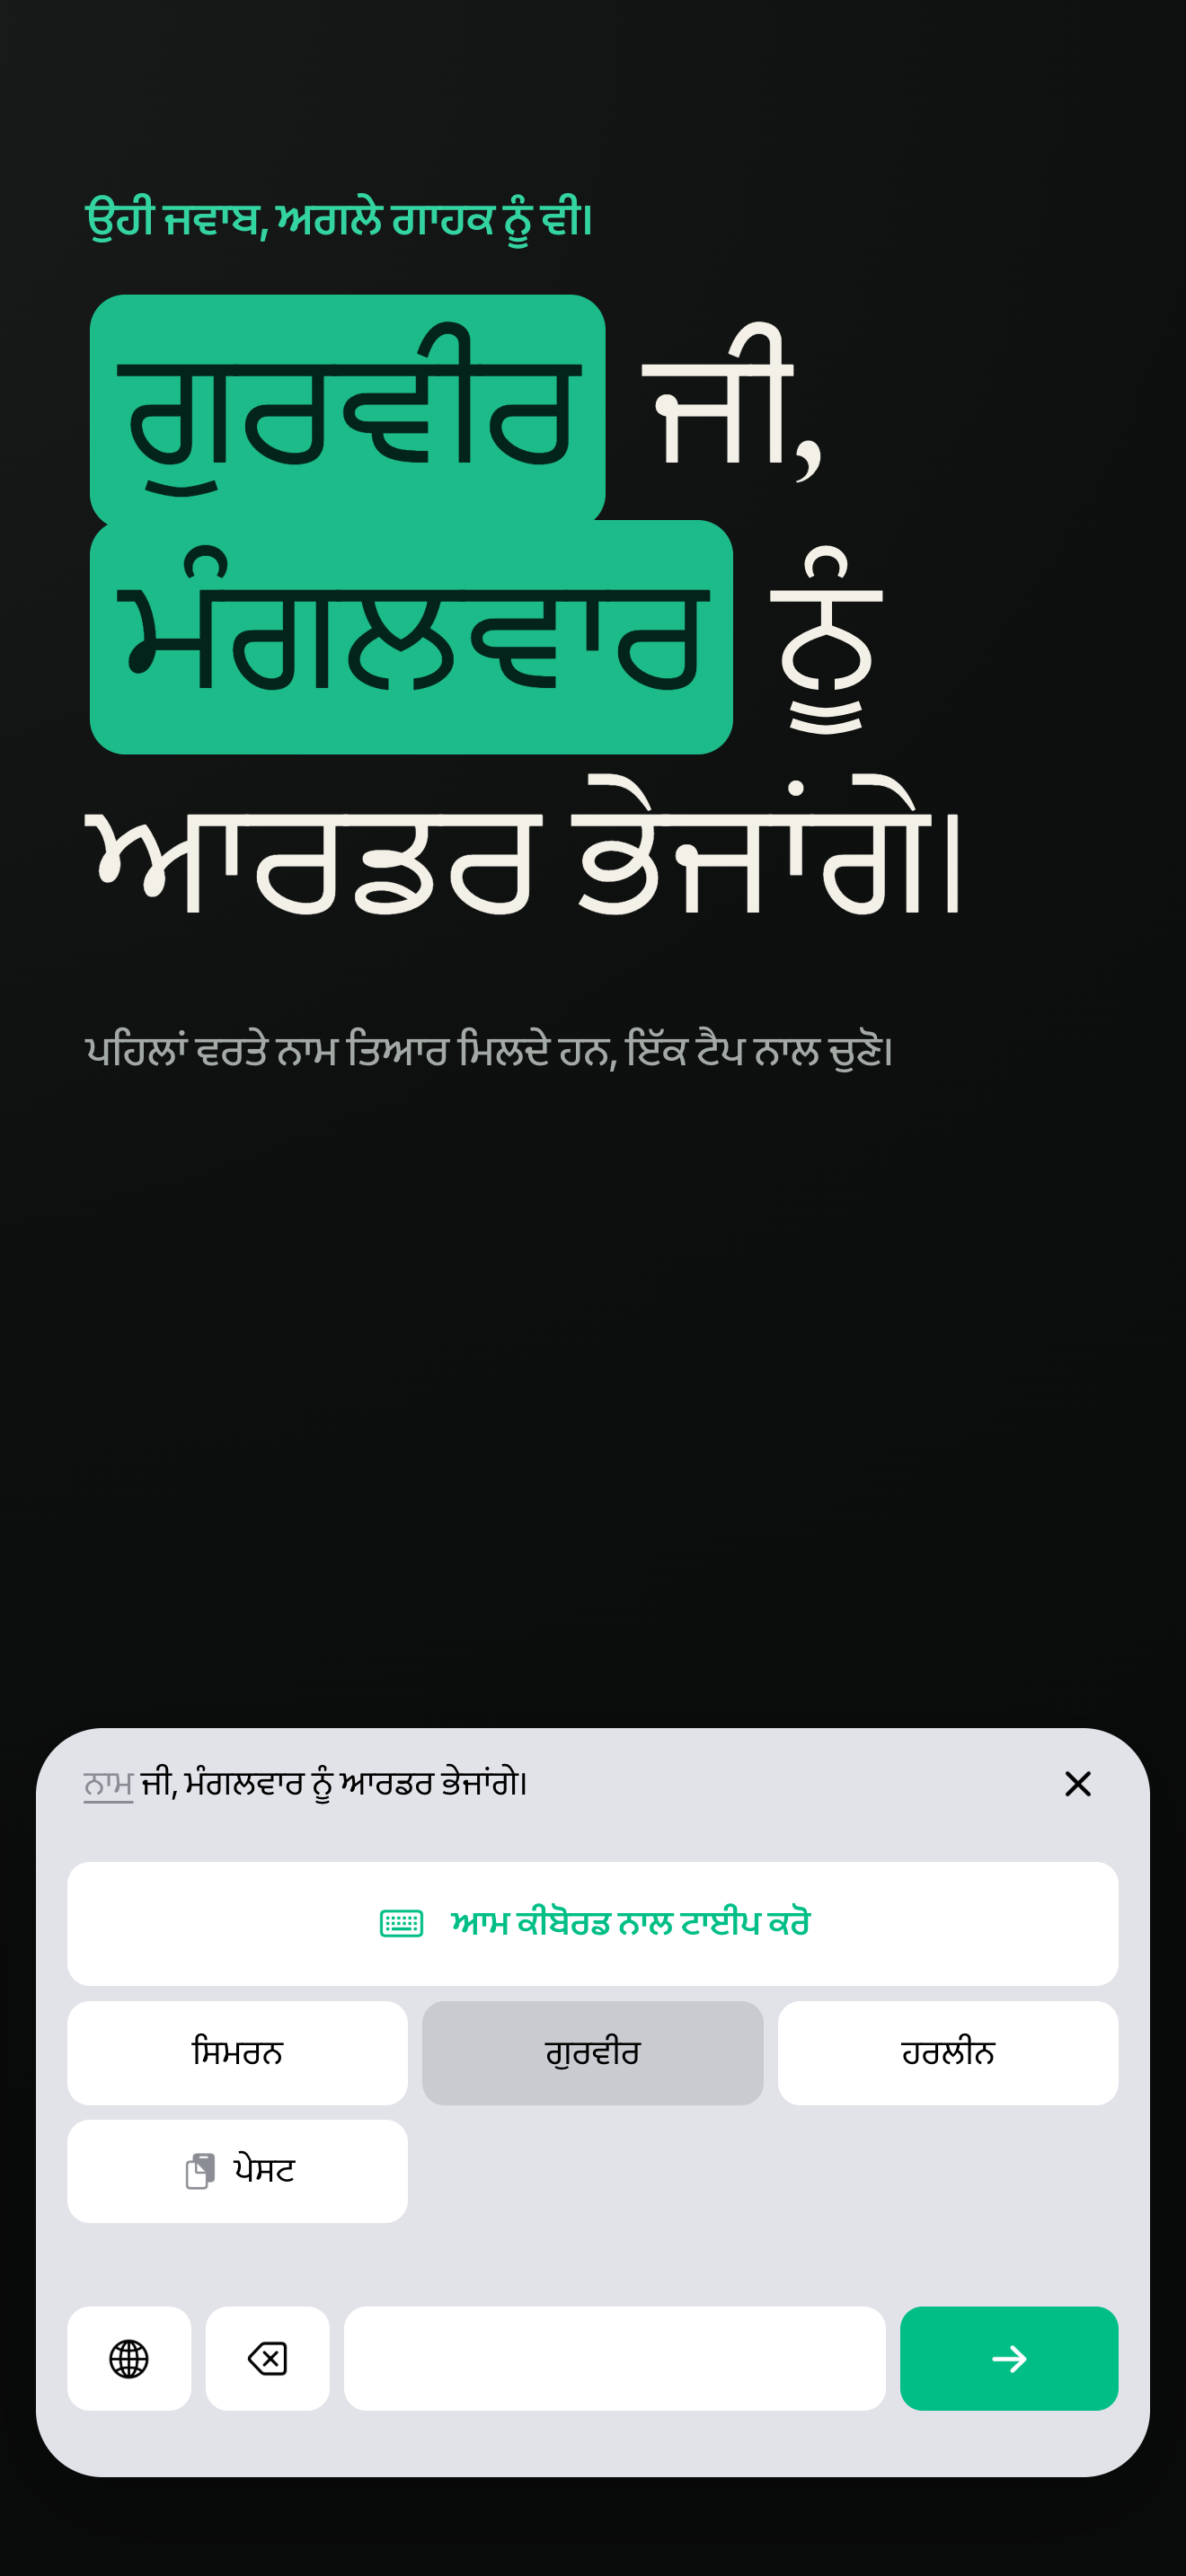 ਉਹੀ ਜਵਾਬ, ਅਗਲੇ ਗਾਹਕ ਨੂੰ ਵੀ।
ਗੁਰਵੀਰ ਜੀ,
ਮੰਗਲਵਾਰ ਨੂੰ
ਆਰਡਰ ਭੇਜਾਂਗੇ।
ਪਹਿਲਾਂ ਵਰਤੇ ਨਾਮ ਤਿਆਰ ਮਿਲਦੇ ਹਨ, ਇੱਕ ਟੈਪ ਨਾਲ ਚੁਣੋ।
ਨਾਮ ਜੀ, ਮੰਗਲਵਾਰ ਨੂੰ ਆਰਡਰ ਭੇਜਾਂਗੇ।
ਆਮ ਕੀਬੋਰਡ ਨਾਲ ਟਾਈਪ ਕਰੋ
ਸਿਮਰਨ ਗੁਰਵੀਰ ਹਰਲੀਨ
ਪੇਸਟ